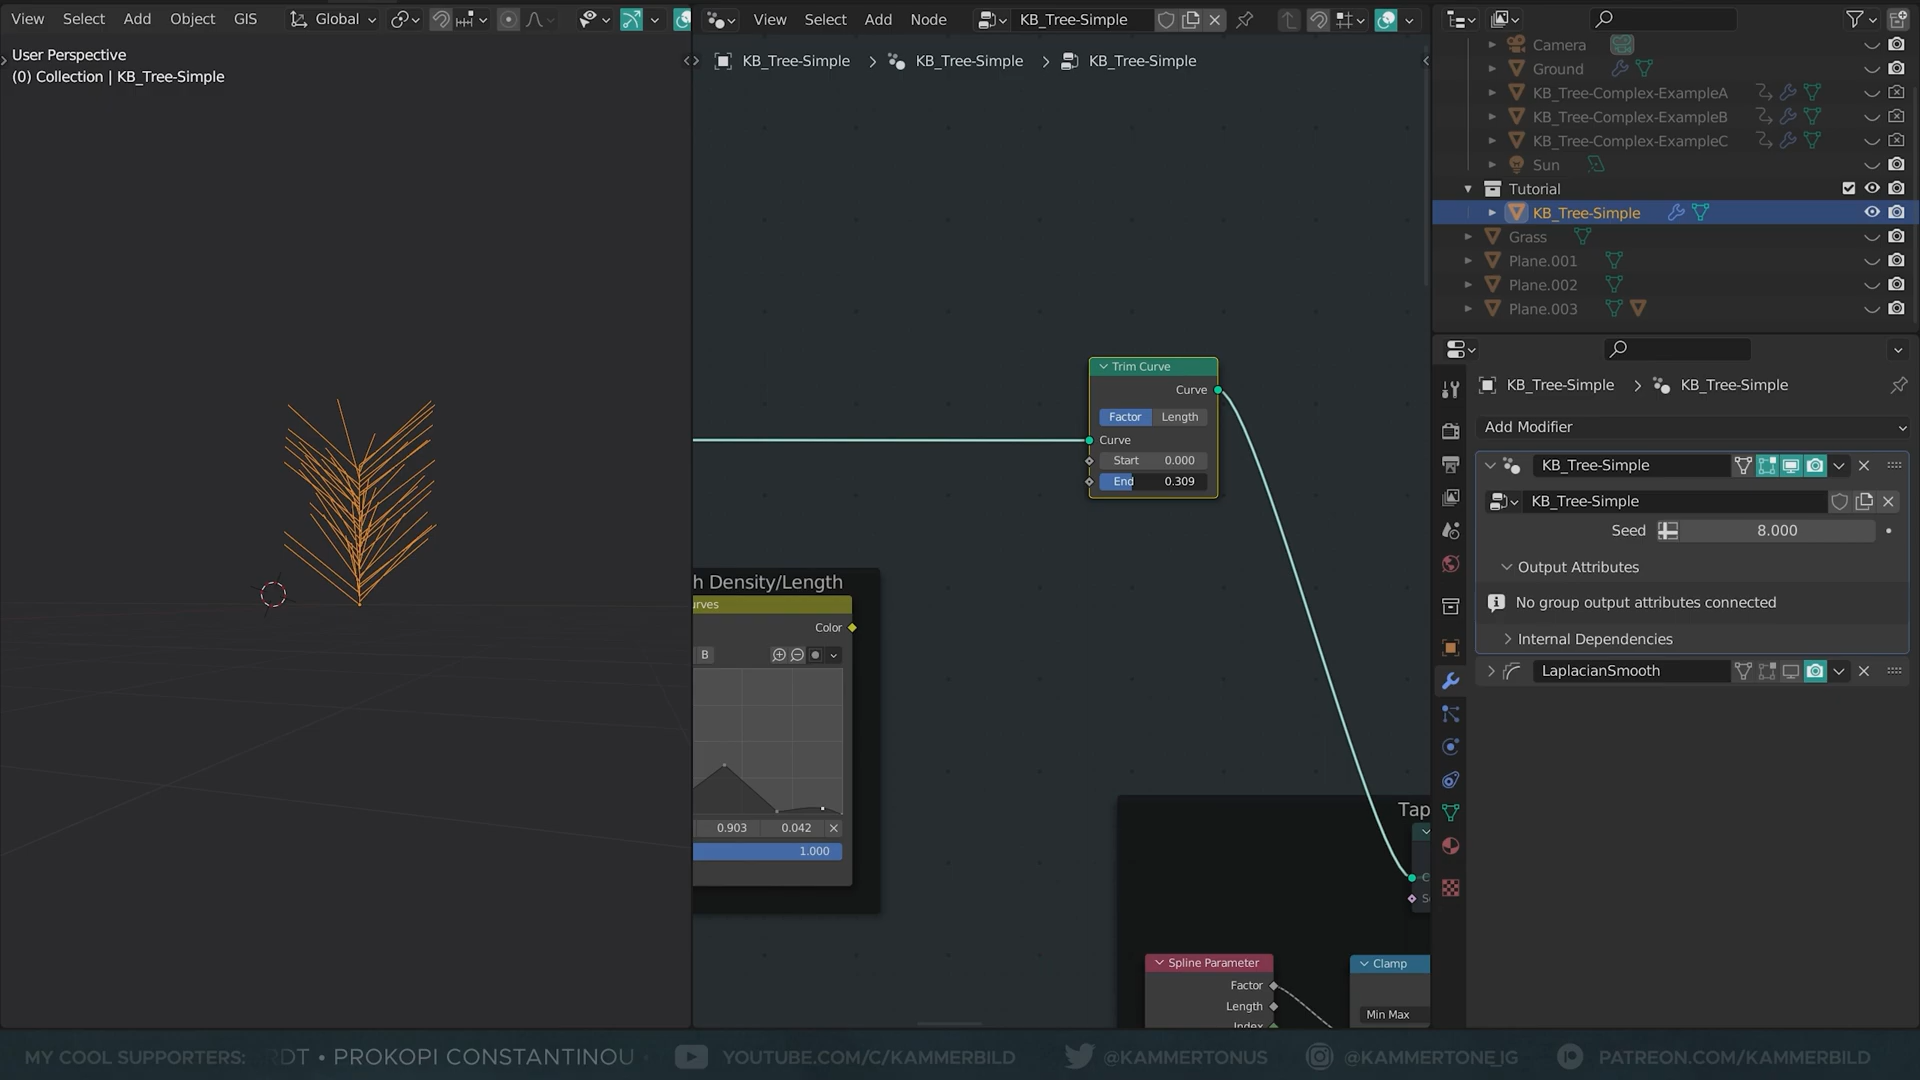 View Select Add Object GIS Global
User Perspective
(0) Collection | KB_Tree-Simple
View Select Add Node KB_Tree-Simple
KB_Tree-Simple > KB_Tree-Simple > KB_Tree-Simple
Trim Curve
Curve
Factor Length
Curve
Start 0.000
End 0.309
h Density/Length
urves
Color
B
0.903 0.042
1.000
Tap
C
S
Spline Parameter
Factor
Length
Index
Clamp
Min Max
Camera
Ground
KB_Tree-Complex-ExampleA
KB_Tree-Complex-ExampleB
KB_Tree-Complex-ExampleC
Sun
Tutorial
KB_Tree-Simple
Grass
Plane.001
Plane.002
Plane.003
KB_Tree-Simple > KB_Tree-Simple
Add Modifier
KB_Tree-Simple
KB_Tree-Simple
Seed 8.000
Output Attributes
No group output attributes connected
Internal Dependencies
LaplacianSmooth
MY COOL SUPPORTERS: RDT • PROKOPI CONSTANTINOU YOUTUBE.COM/C/KAMMERBILD @KAMMERTONUS @KAMMERTONE_IG PATREON.COM/KAMMERBILD